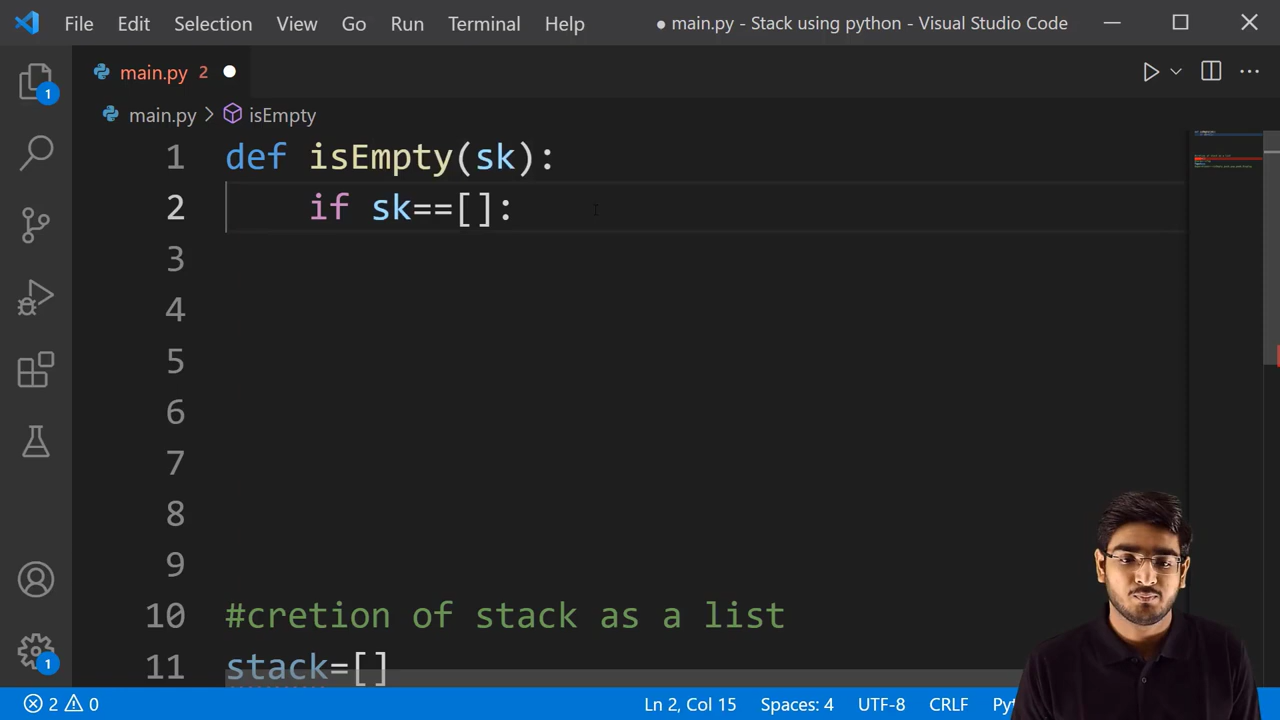 File Edit Selection View Go Run Terminal Help ● main.py - Stack using python - Visual Studio Code
main.py 2
main.py > isEmpty
1 def isEmpty(sk):
2 if sk==[]:
3
4
5
6
7
8
9
10 #cretion of stack as a list
11 stack=[]
1
1
2 0 Ln 2, Col 15 Spaces: 4 UTF-8 CRLF